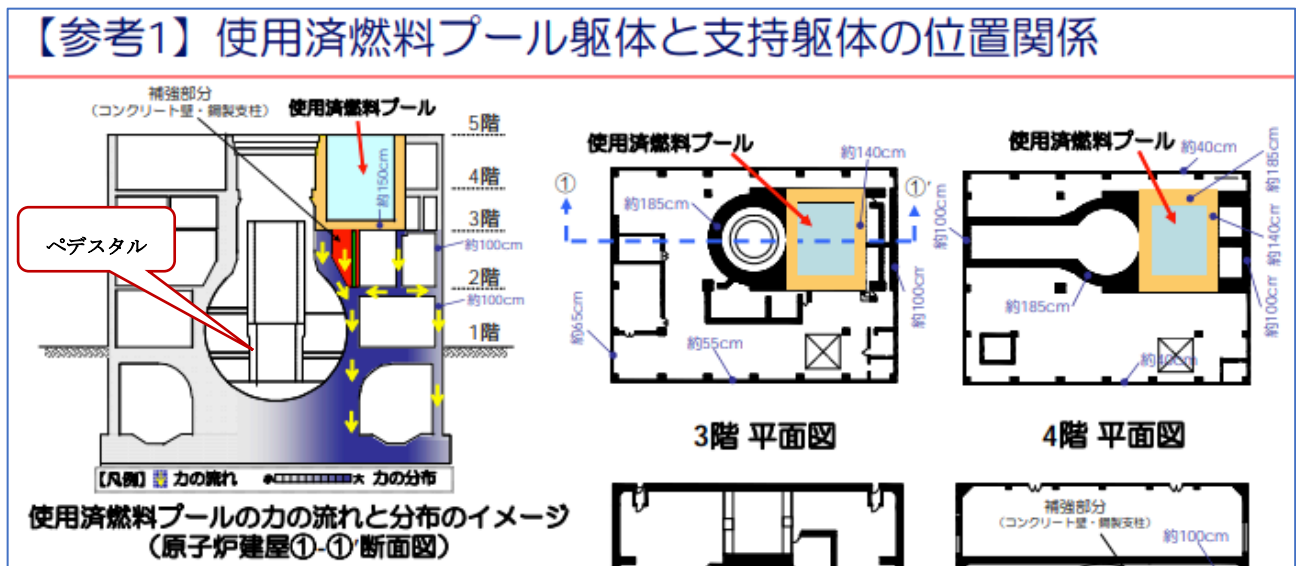 【参考1】使用済燃料プール躯体と支持躯体の位置関係
補強部分
（コンクリート壁・鋼製支柱）
使用済燃料プール
5階
4階
3階
2階
1階
約150cm
約100cm
約100cm
ペデスタル
【凡例】 力の流れ 小 大 力の分布
使用済燃料プールの力の流れと分布のイメージ
（原子炉建屋①-①′断面図）
使用済燃料プール
約140cm
①
①′
約185cm
約100cm
約65cm
約55cm
3階 平面図
使用済燃料プール
約40cm
約185cm
約100cm
約140cm
約185cm
約100cm
約40cm
4階 平面図
補強部分
（コンクリート壁・鋼製支柱）
約100cm